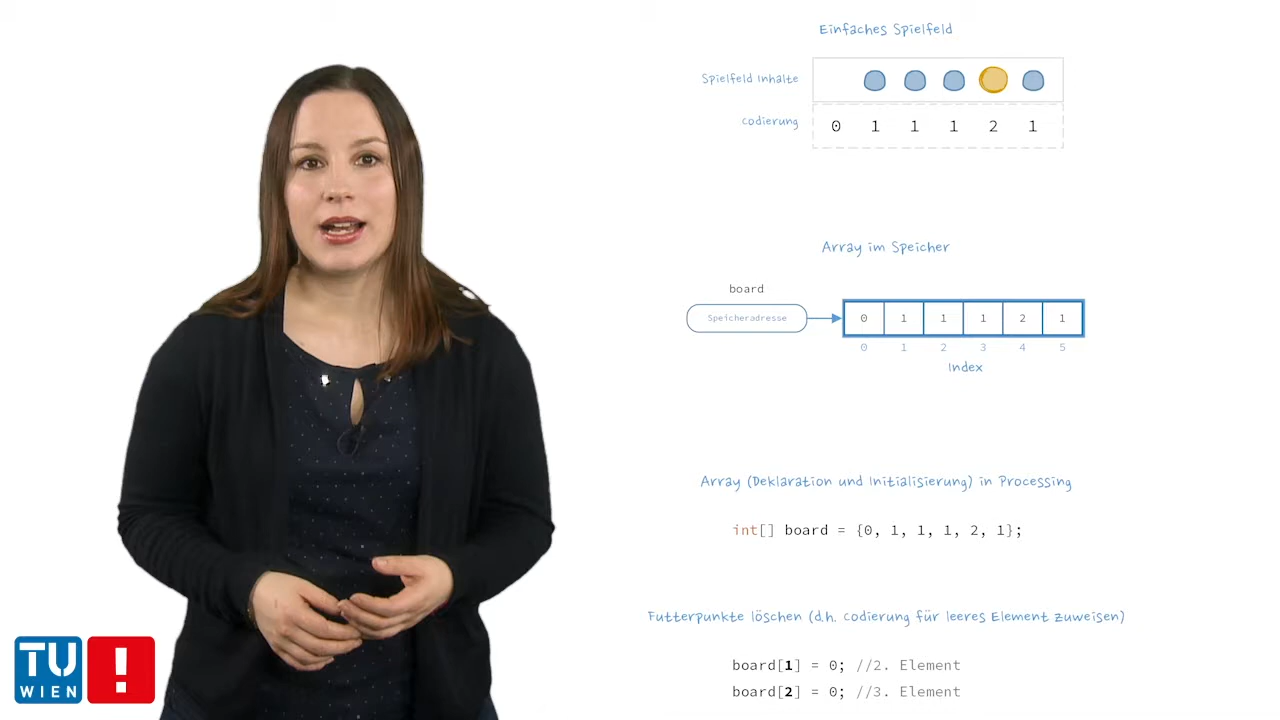 Einfaches Spielfeld
Spielfeld Inhalte
Codierung
0 1 1 1 2 1
Array im Speicher
board
Speicheradresse
0 1 1 1 2 1
0 1 2 3 4 5
Index
Array (Deklaration und Initialisierung) in Processing
int[] board = {0, 1, 1, 1, 2, 1};
Futterpunkte löschen (d.h. Codierung für leeres Element zuweisen)
board[1] = 0; //2. Element
board[2] = 0; //3. Element
TU
WIEN
!